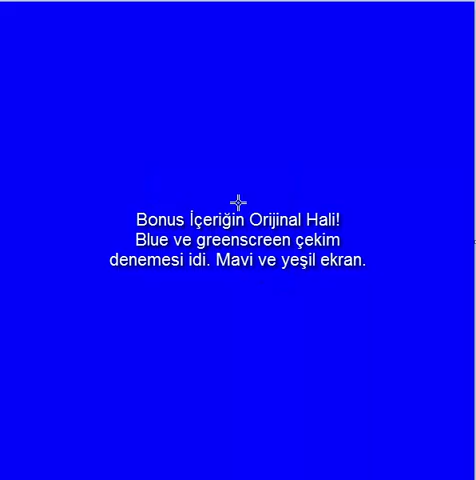 Bonus İçeriğin Orijinal Hali!
Blue ve greenscreen çekim
denemesi idi. Mavi ve yeşil ekran.